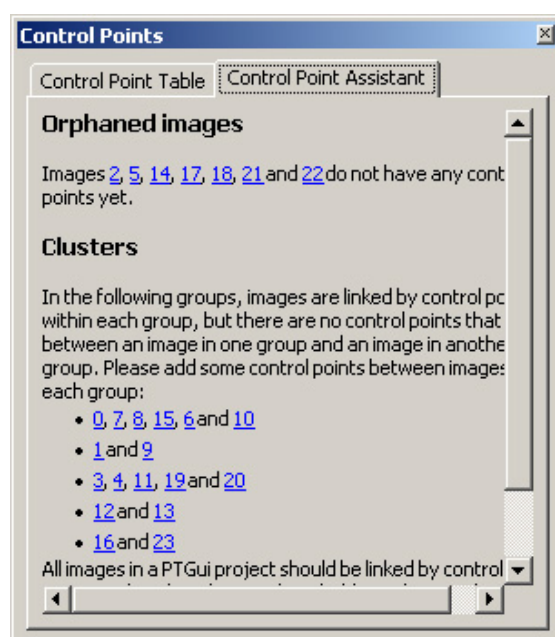 Control Points
Control Point Table
Control Point Assistant
Orphaned images
Images 2, 5, 14, 17, 18, 21 and 22 do not have any cont
points yet.
Clusters
In the following groups, images are linked by control po
within each group, but there are no control points that
between an image in one group and an image in anothe
group. Please add some control points between images
each group:
• 0, 7, 8, 15, 6 and 10
• 1 and 9
• 3, 4, 11, 19 and 20
• 12 and 13
• 16 and 23
All images in a PTGui project should be linked by control